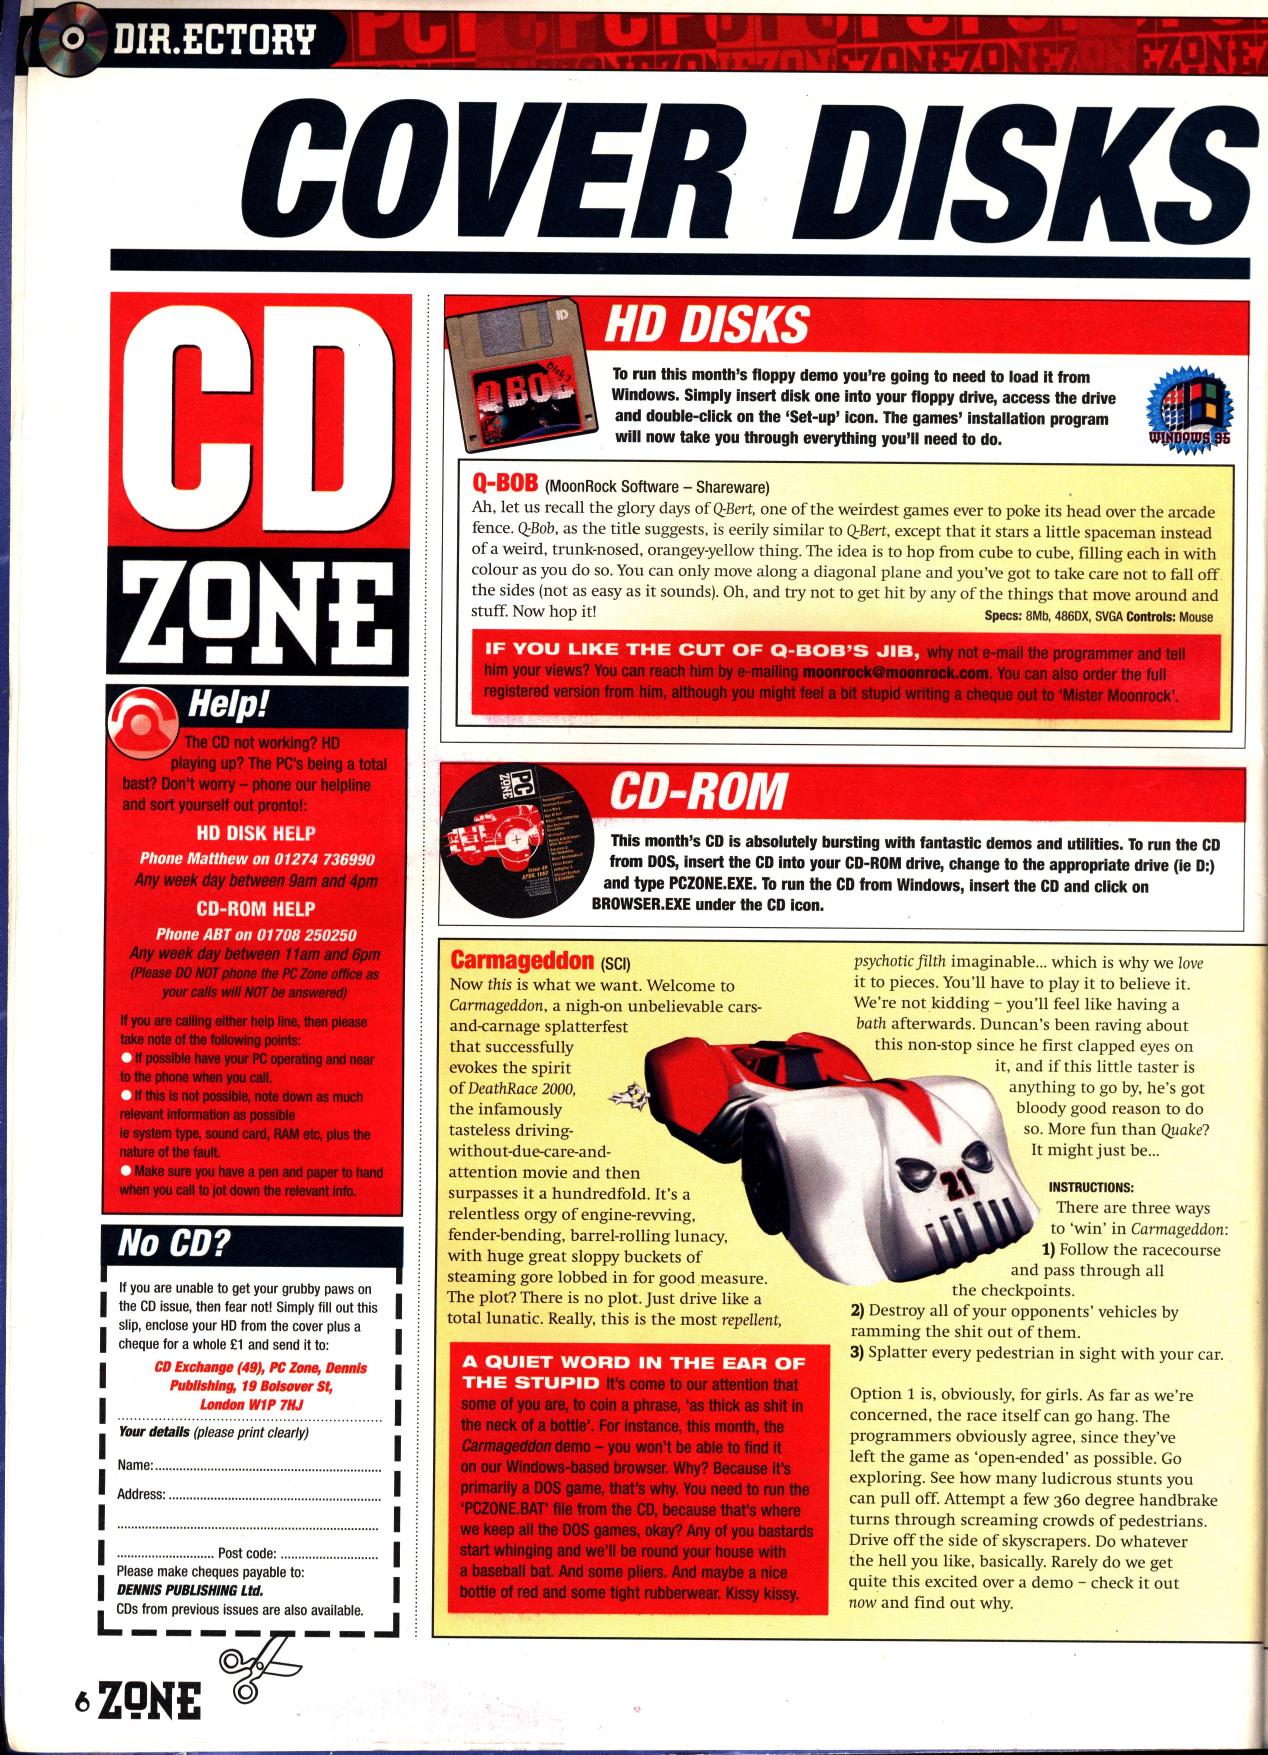 DIR.ECTORY
COVER DISKS
CD
ZONE
Help!
The CD not working? HD
playing up? The PC's being a total
bast? Don't worry – phone our helpline
and sort yourself out pronto!:
HD DISK HELP
Phone Matthew on 01274 736990
Any week day between 9am and 4pm
CD-ROM HELP
Phone ABT on 01708 250250
Any week day between 11am and 6pm
(Please DO NOT phone the PC Zone office as
your calls will NOT be answered)
If you are calling either help line, then please
take note of the following points:
● If possible have your PC operating and near
to the phone when you call.
● If this is not possible, note down as much
relevant information as possible
ie system type, sound card, RAM etc, plus the
nature of the fault.
● Make sure you have a pen and paper to hand
when you call to jot down the relevant info.
No CD?
If you are unable to get your grubby paws on
the CD issue, then fear not! Simply fill out this
slip, enclose your HD from the cover plus a
cheque for a whole £1 and send it to:
CD Exchange (49), PC Zone, Dennis
Publishing, 19 Bolsover St,
London W1P 7HJ
Your details (please print clearly)
Name:
Address:
Post code:
Please make cheques payable to:
DENNIS PUBLISHING Ltd.
CDs from previous issues are also available.
HD DISKS
Disk 1
Q BOB
To run this month's floppy demo you're going to need to load it from
Windows. Simply insert disk one into your floppy drive, access the drive
and double-click on the 'Set-up' icon. The games' installation program
will now take you through everything you'll need to do.
WINDOWS 95
Q-BOB (MoonRock Software – Shareware)
Ah, let us recall the glory days of Q-Bert, one of the weirdest games ever to poke its head over the arcade
fence. Q-Bob, as the title suggests, is eerily similar to Q-Bert, except that it stars a little spaceman instead
of a weird, trunk-nosed, orangey-yellow thing. The idea is to hop from cube to cube, filling each in with
colour as you do so. You can only move along a diagonal plane and you've got to take care not to fall off
the sides (not as easy as it sounds). Oh, and try not to get hit by any of the things that move around and
stuff. Now hop it!
Specs: 8Mb, 486DX, SVGA Controls: Mouse
IF YOU LIKE THE CUT OF Q-BOB'S JIB, why not e-mail the programmer and tell
him your views? You can reach him by e-mailing moonrock@moonrock.com. You can also order the full
registered version from him, although you might feel a bit stupid writing a cheque out to 'Mister Moonrock'.
CD-ROM
PC ZONE
APRIL 1997
This month's CD is absolutely bursting with fantastic demos and utilities. To run the CD
from DOS, insert the CD into your CD-ROM drive, change to the appropriate drive (ie D:)
and type PCZONE.EXE. To run the CD from Windows, insert the CD and click on
BROWSER.EXE under the CD icon.
Carmageddon (SCI)
Now this is what we want. Welcome to
Carmageddon, a nigh-on unbelievable cars-
and-carnage splatterfest
that successfully
evokes the spirit
of DeathRace 2000,
the infamously
tasteless driving-
without-due-care-and-
attention movie and then
surpasses it a hundredfold. It's a
relentless orgy of engine-revving,
fender-bending, barrel-rolling lunacy,
with huge great sloppy buckets of
steaming gore lobbed in for good measure.
The plot? There is no plot. Just drive like a
total lunatic. Really, this is the most repellent,
A QUIET WORD IN THE EAR OF
THE STUPID It's come to our attention that
some of you are, to coin a phrase, 'as thick as shit in
the neck of a bottle'. For instance, this month, the
Carmageddon demo – you won't be able to find it
on our Windows-based browser. Why? Because it's
primarily a DOS game, that's why. You need to run the
'PCZONE.BAT' file from the CD, because that's where
we keep all the DOS games, okay? Any of you bastards
start whinging and we'll be round your house with
a baseball bat. And some pliers. And maybe a nice
bottle of red and some tight rubberwear. Kissy kissy.
psychotic filth imaginable... which is why we love
it to pieces. You'll have to play it to believe it.
We're not kidding – you'll feel like having a
bath afterwards. Duncan's been raving about
this non-stop since he first clapped eyes on
it, and if this little taster is
anything to go by, he's got
bloody good reason to do
so. More fun than Quake?
It might just be...
21
INSTRUCTIONS:
There are three ways
to 'win' in Carmageddon:
1) Follow the racecourse
and pass through all
the checkpoints.
2) Destroy all of your opponents' vehicles by
ramming the shit out of them.
3) Splatter every pedestrian in sight with your car.
Option 1 is, obviously, for girls. As far as we're
concerned, the race itself can go hang. The
programmers obviously agree, since they've
left the game as 'open-ended' as possible. Go
exploring. See how many ludicrous stunts you
can pull off. Attempt a few 360 degree handbrake
turns through screaming crowds of pedestrians.
Drive off the side of skyscrapers. Do whatever
the hell you like, basically. Rarely do we get
quite this excited over a demo – check it out
now and find out why.
6 ZONE